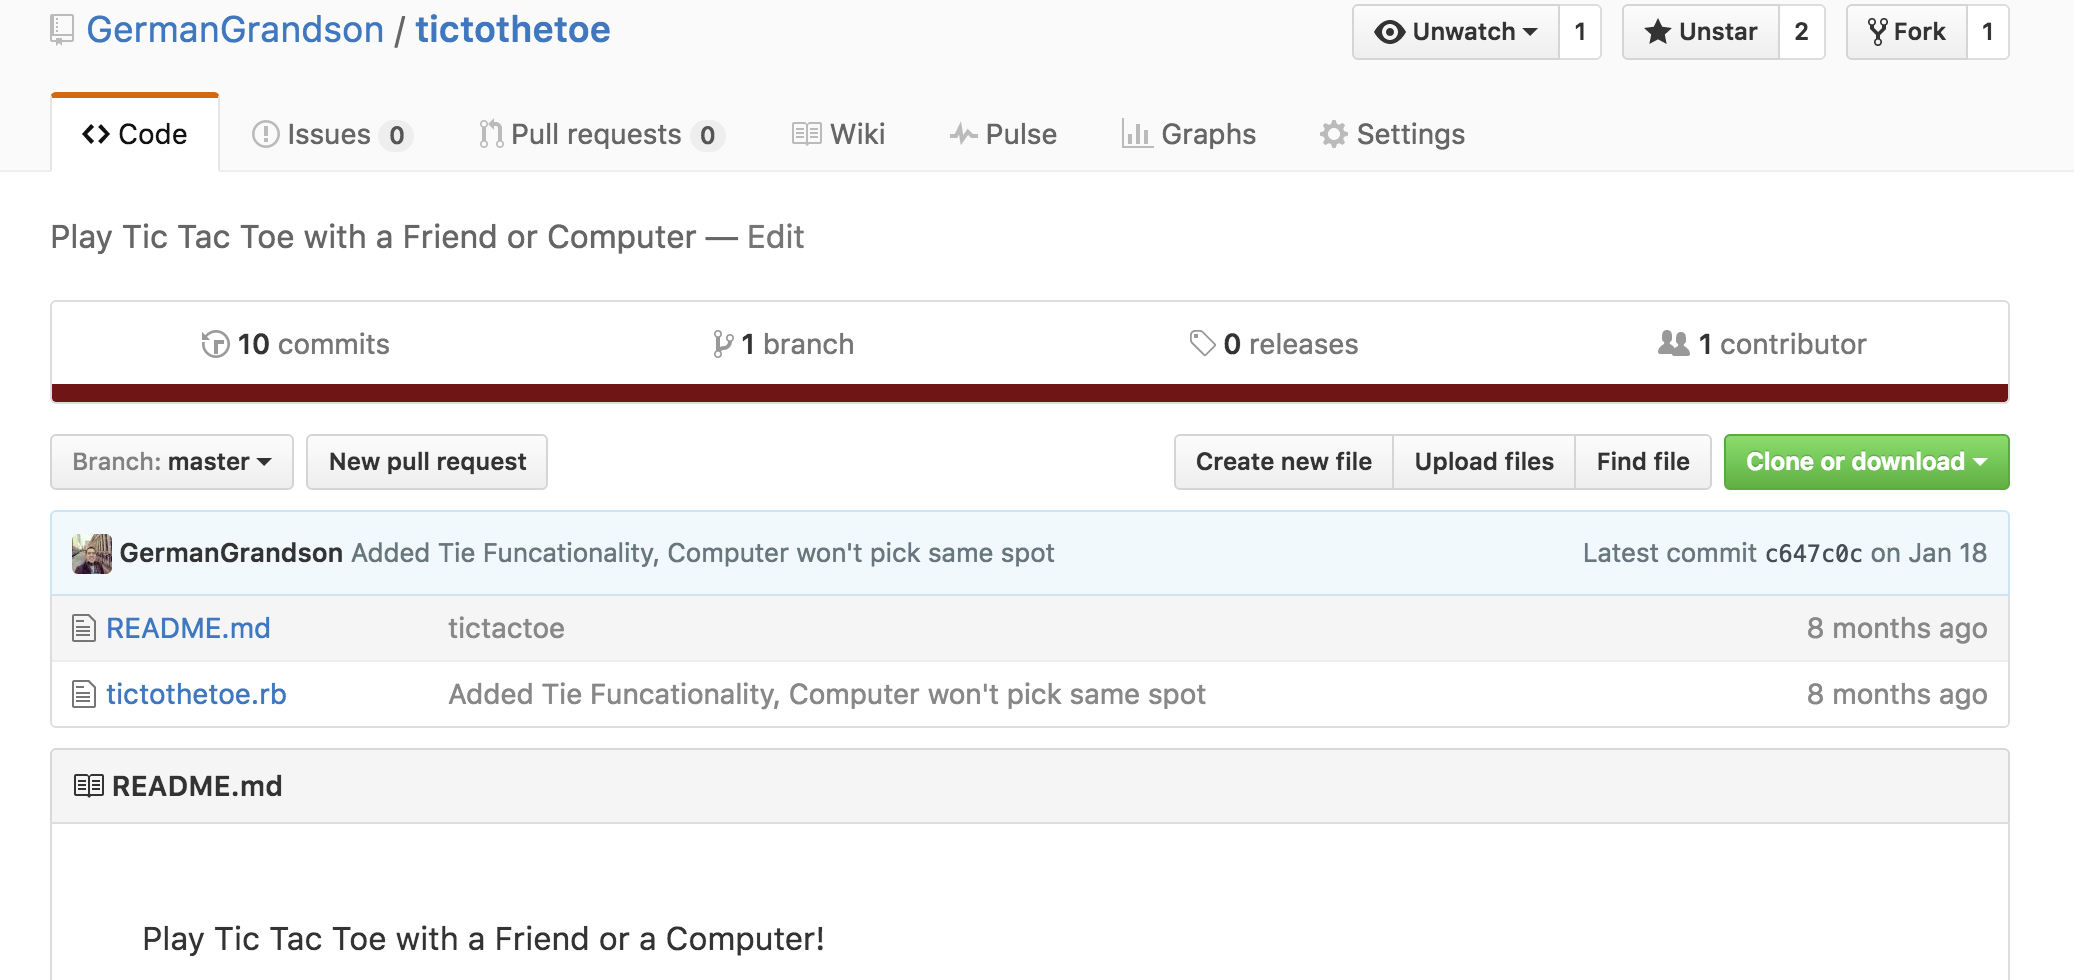 GermanGrandson / tictothetoe
Unwatch 1 Unstar 2 Fork 1
Code Issues 0 Pull requests 0 Wiki Pulse Graphs Settings
Play Tic Tac Toe with a Friend or Computer — Edit
10 commits 1 branch 0 releases 1 contributor
Branch: master New pull request Create new file Upload files Find file Clone or download
GermanGrandson Added Tie Funcationality, Computer won't pick same spot Latest commit c647c0c on Jan 18
README.md tictactoe 8 months ago
tictothetoe.rb Added Tie Funcationality, Computer won't pick same spot 8 months ago
README.md
Play Tic Tac Toe with a Friend or a Computer!